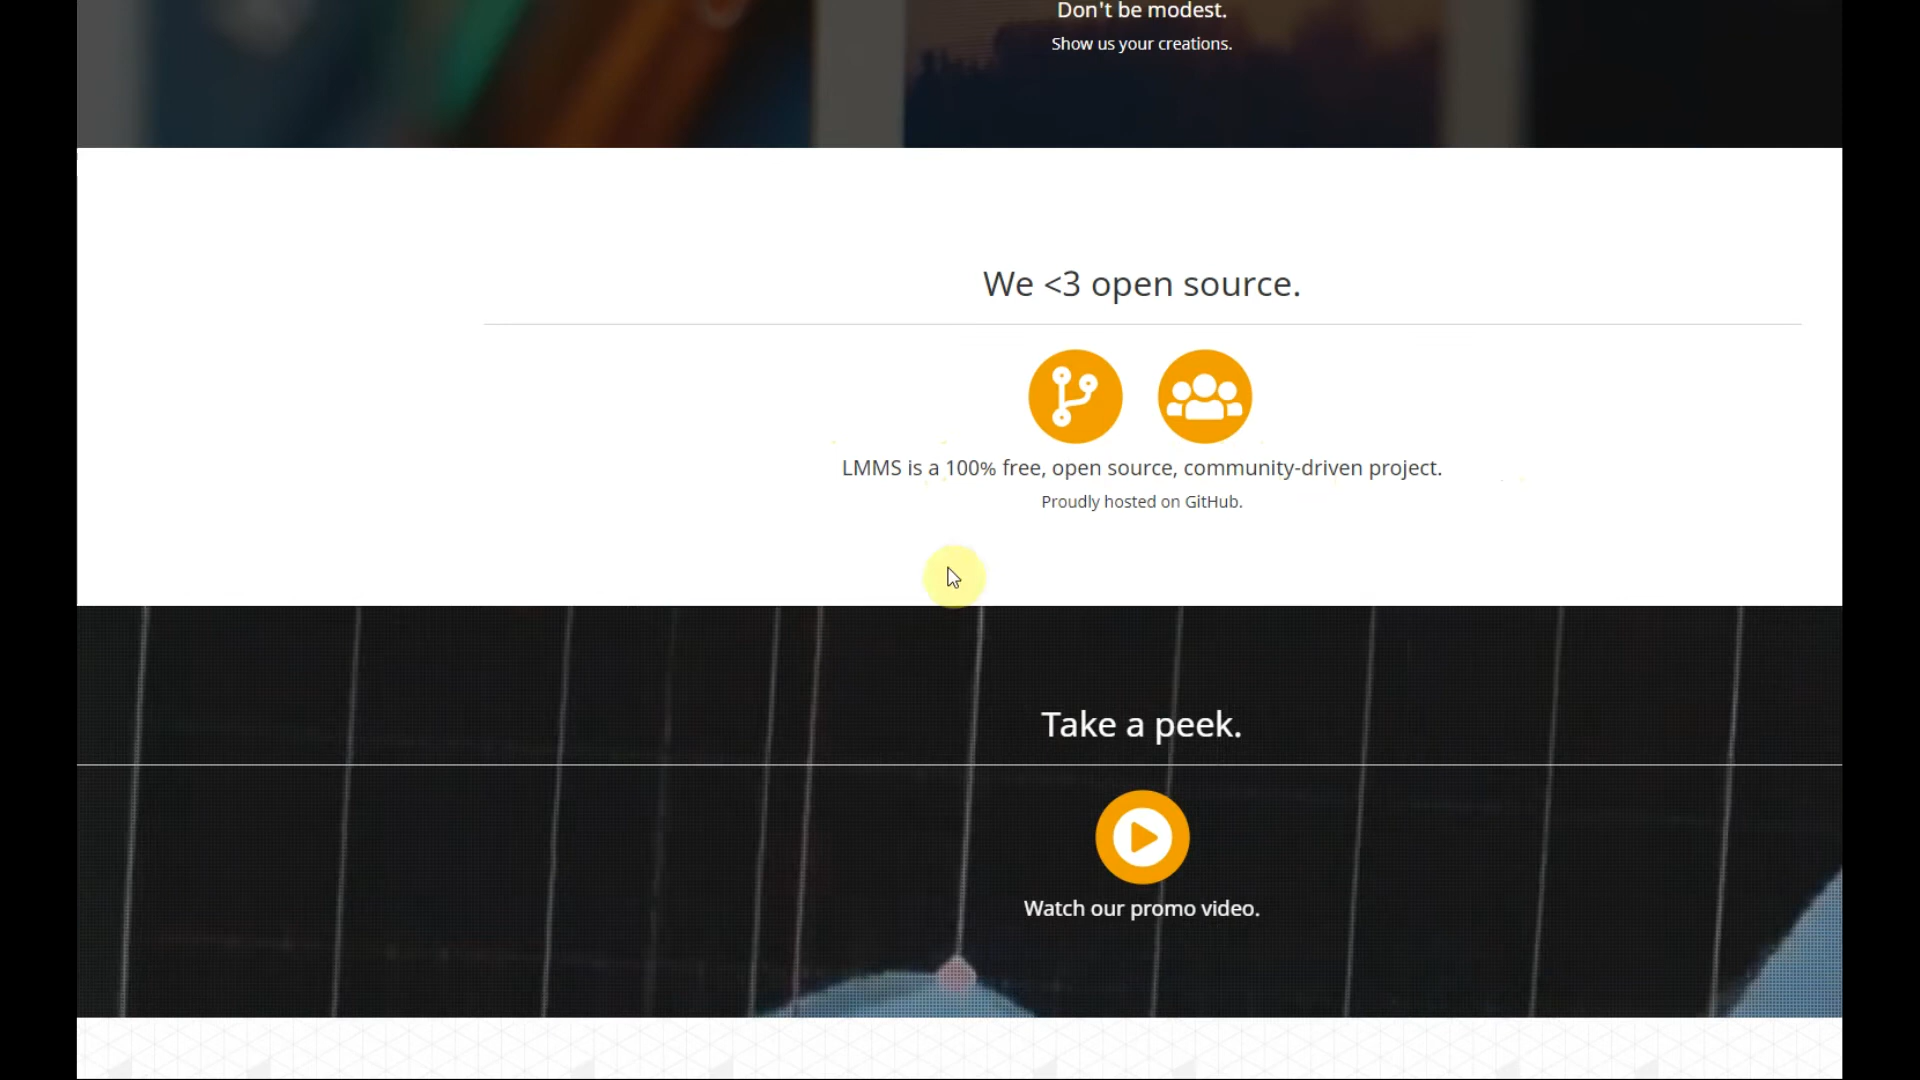 Don't be modest.
Show us your creations.
We <3 open source.
LMMS is a 100% free, open source, community-driven project.
Proudly hosted on GitHub.
Take a peek.
Watch our promo video.